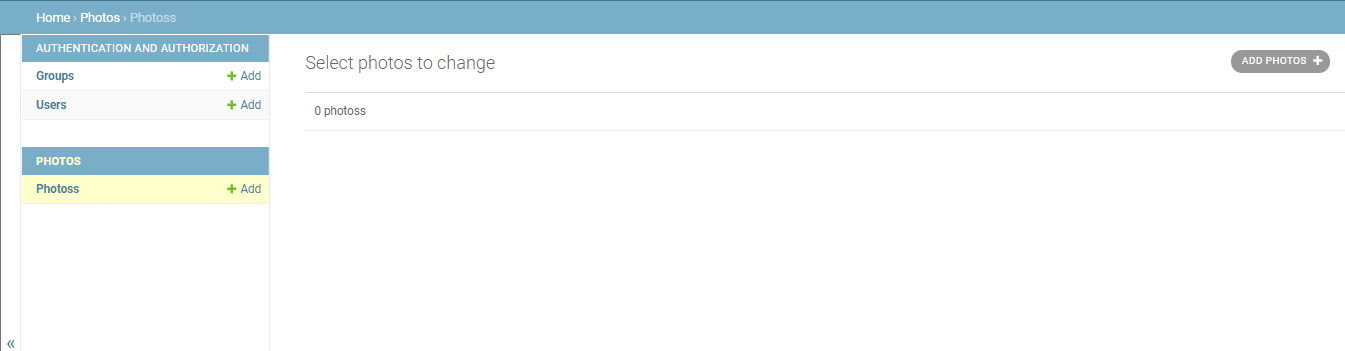 Home › Photos › Photoss
AUTHENTICATION AND AUTHORIZATION
Groups + Add
Users + Add
PHOTOS
Photoss + Add
«
Select photos to change
ADD PHOTOS +
0 photoss